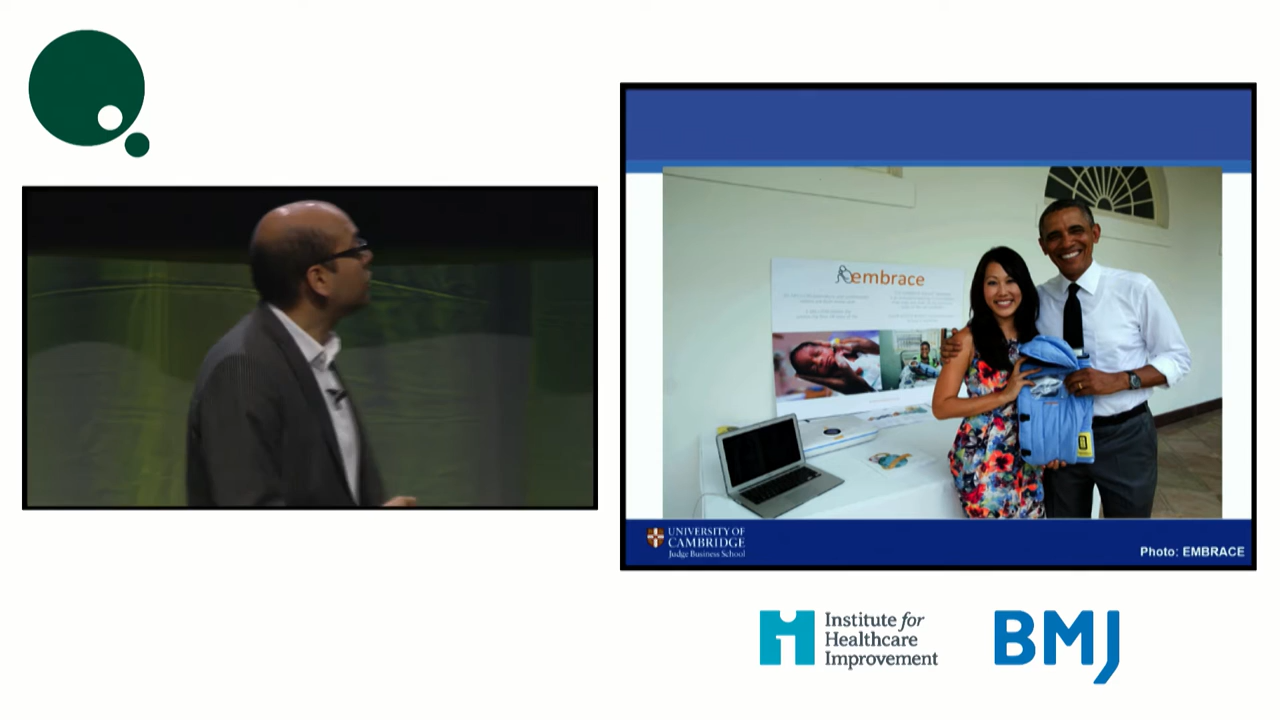 embrace
UNIVERSITY OF
CAMBRIDGE
Judge Business School
Photo: EMBRACE
Institute for
Healthcare
Improvement
BMJ